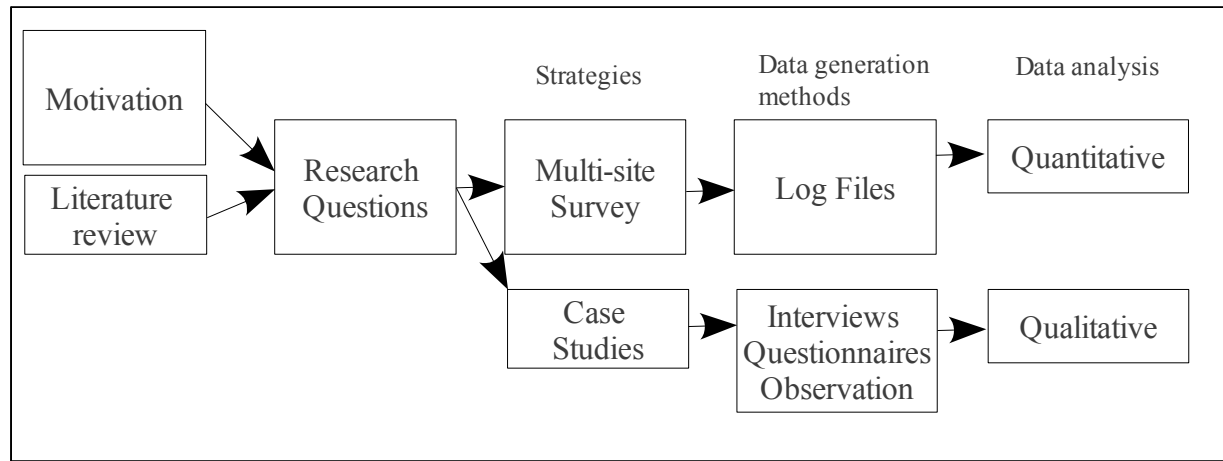 Motivation
Literature
review
Research
Questions
Strategies
Multi-site
Survey
Case
Studies
Data generation
methods
Log Files
Interviews
Questionnaires
Observation
Data analysis
Quantitative
Qualitative